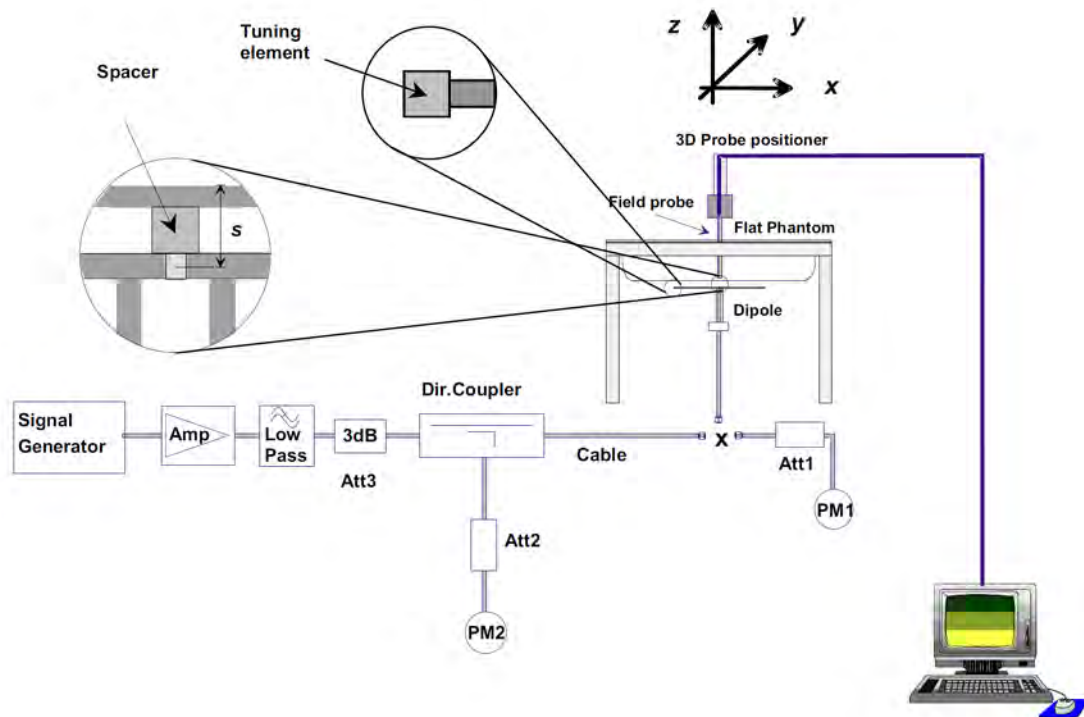 Tuning
element
z
y
x
Spacer
3D Probe positioner
Field probe
Flat Phantom
s
Dipole
Dir.Coupler
Signal
Generator
Amp
Low
Pass
3dB
Att3
Cable
x
Att1
PM1
Att2
PM2